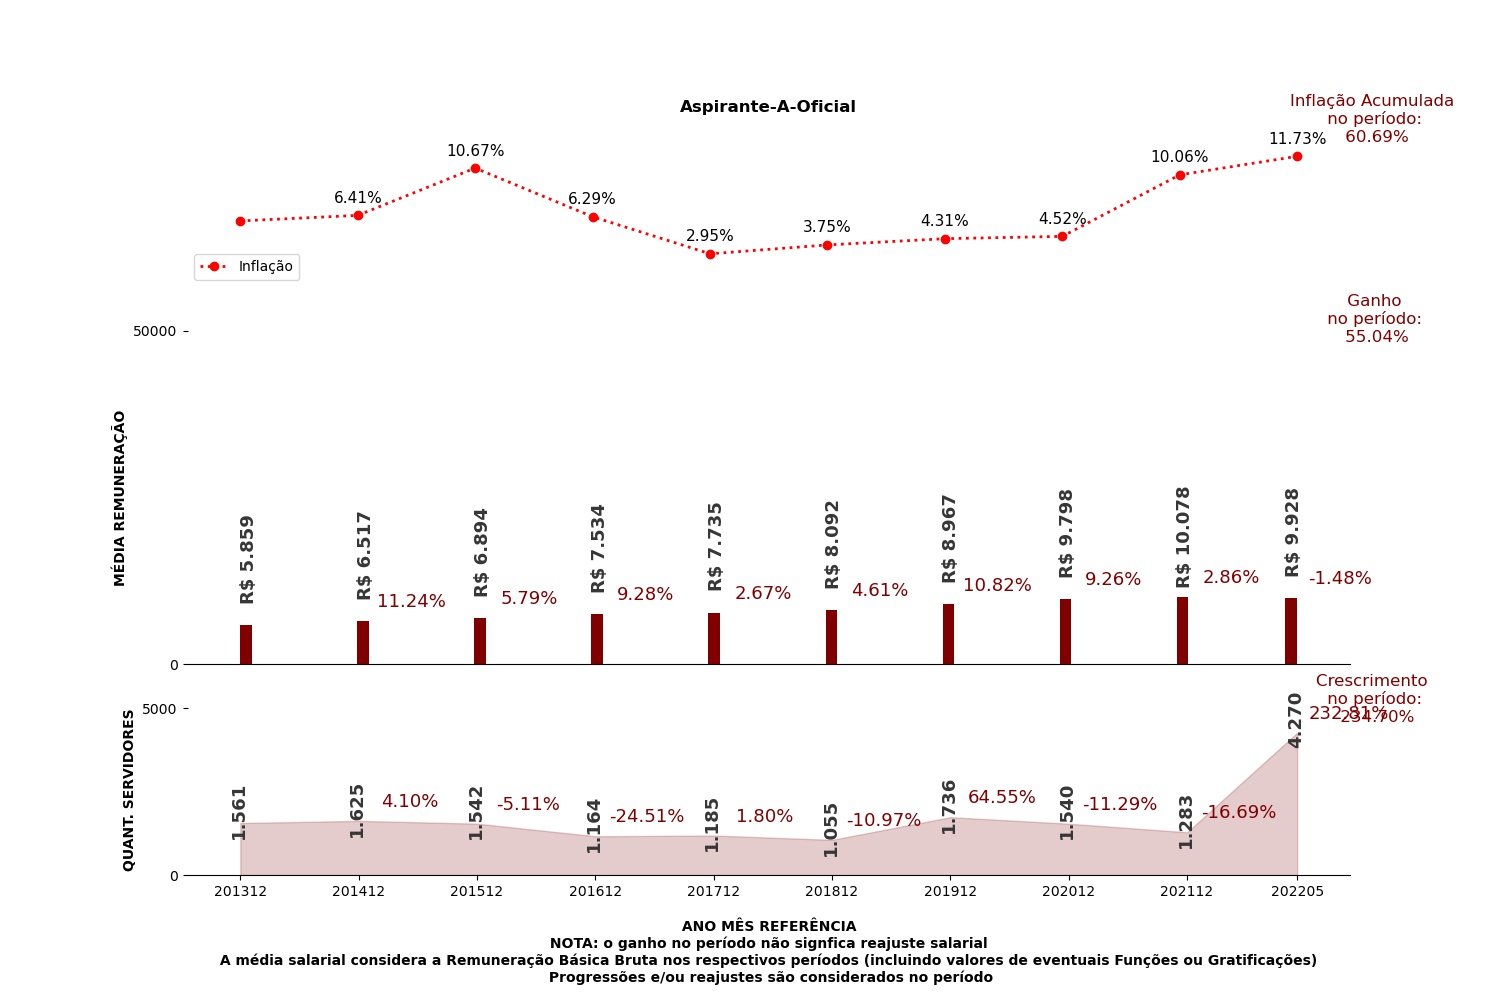 Aspirante-A-Oficial
Inflação Acumulada
no período:
60.69%
6.41%
10.67%
6.29%
2.95%
3.75%
4.31%
4.52%
10.06%
11.73%
Inflação
Ganho
no período:
55.04%
50000
0
MÉDIA REMUNERAÇÃO
R$ 5.859
R$ 6.517
R$ 6.894
R$ 7.534
R$ 7.735
R$ 8.092
R$ 8.967
R$ 9.798
R$ 10.078
R$ 9.928
11.24%
5.79%
9.28%
2.67%
4.61%
10.82%
9.26%
2.86%
-1.48%
Crescrimento
no período:
234.70%
232.81%
5000
0
QUANT. SERVIDORES
1.561
1.625
1.542
1.164
1.185
1.055
1.736
1.540
1.283
4.270
4.10%
-5.11%
-24.51%
1.80%
-10.97%
64.55%
-11.29%
-16.69%
201312
201412
201512
201612
201712
201812
201912
202012
202112
202205
ANO MÊS REFERÊNCIA
NOTA: o ganho no período não signfica reajuste salarial
A média salarial considera a Remuneração Básica Bruta nos respectivos períodos (incluindo valores de eventuais Funções ou Gratificações)
Progressões e/ou reajustes são considerados no período